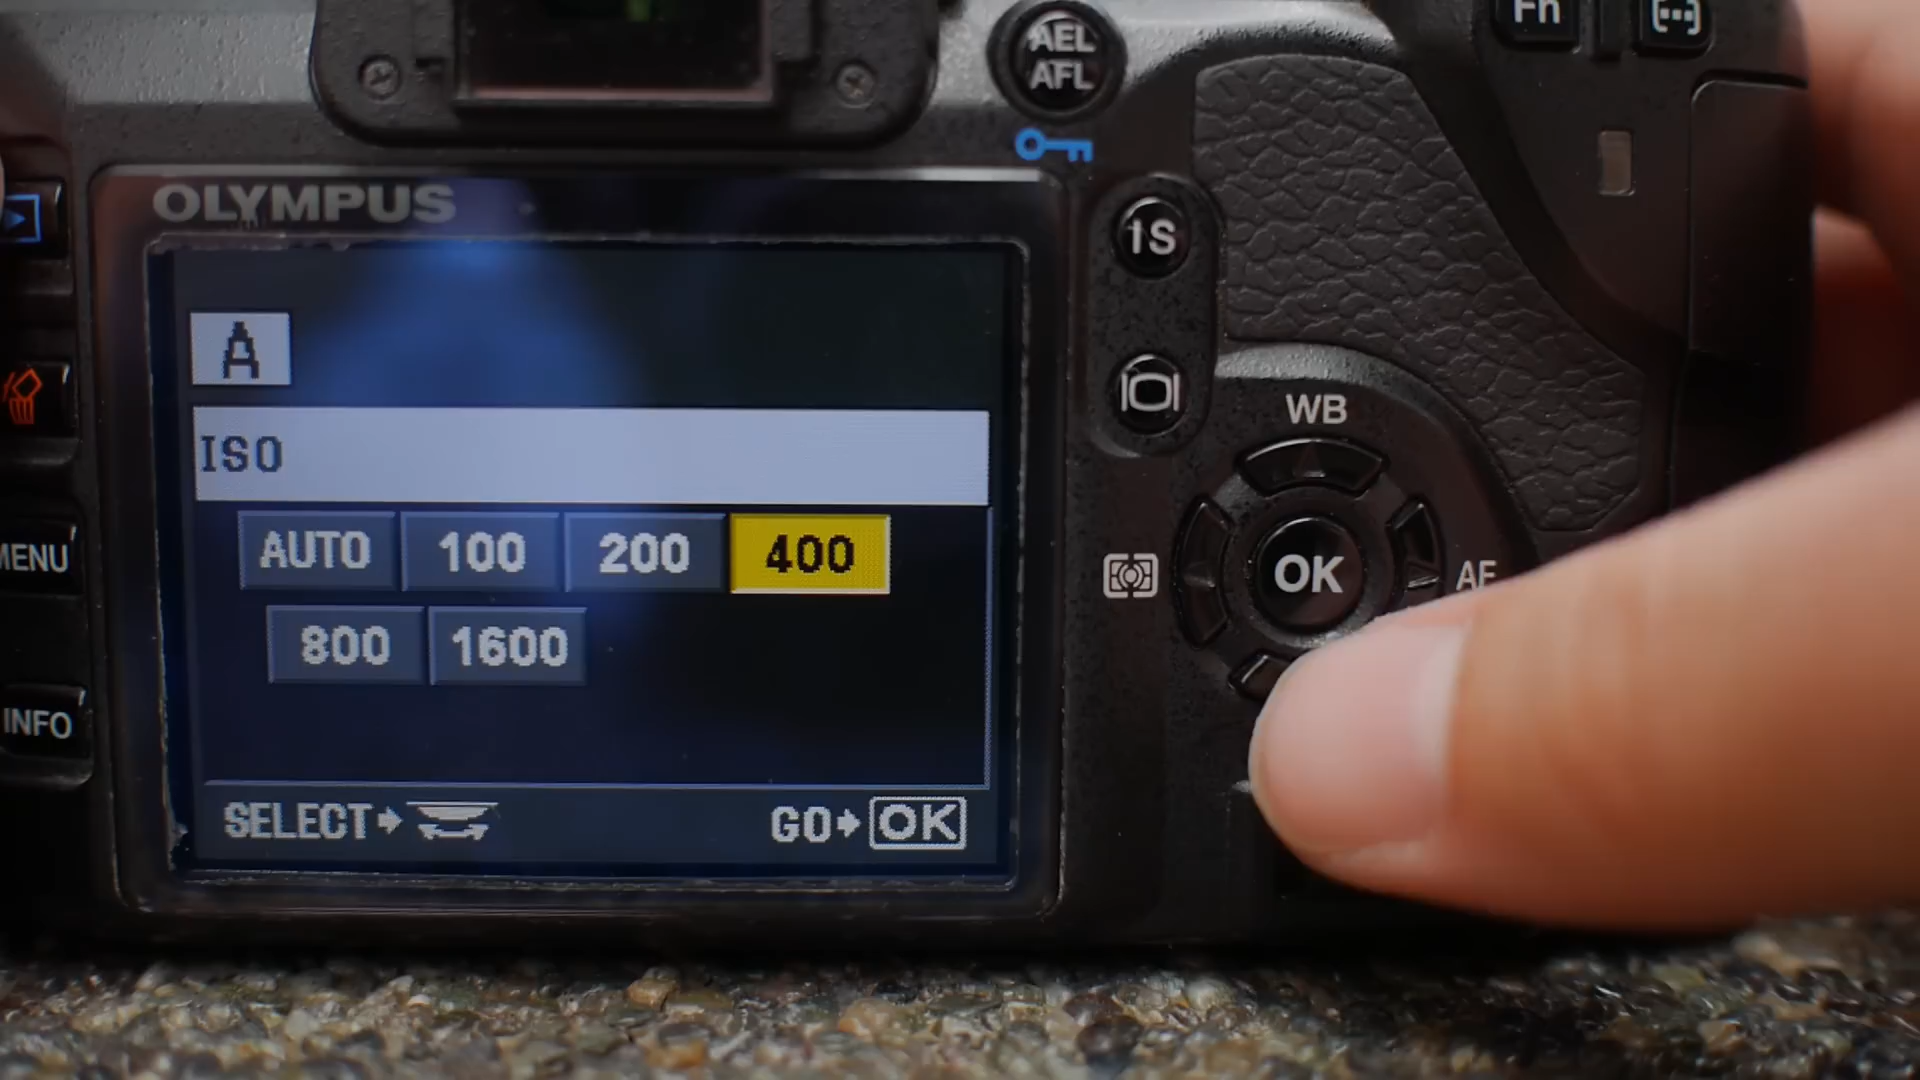 Fn
AEL
AFL
OLYMPUS
IS
A
WB
ISO
AUTO 100 200 400
OK
AF
MENU
800 1600
INFO
SELECT
GO OK